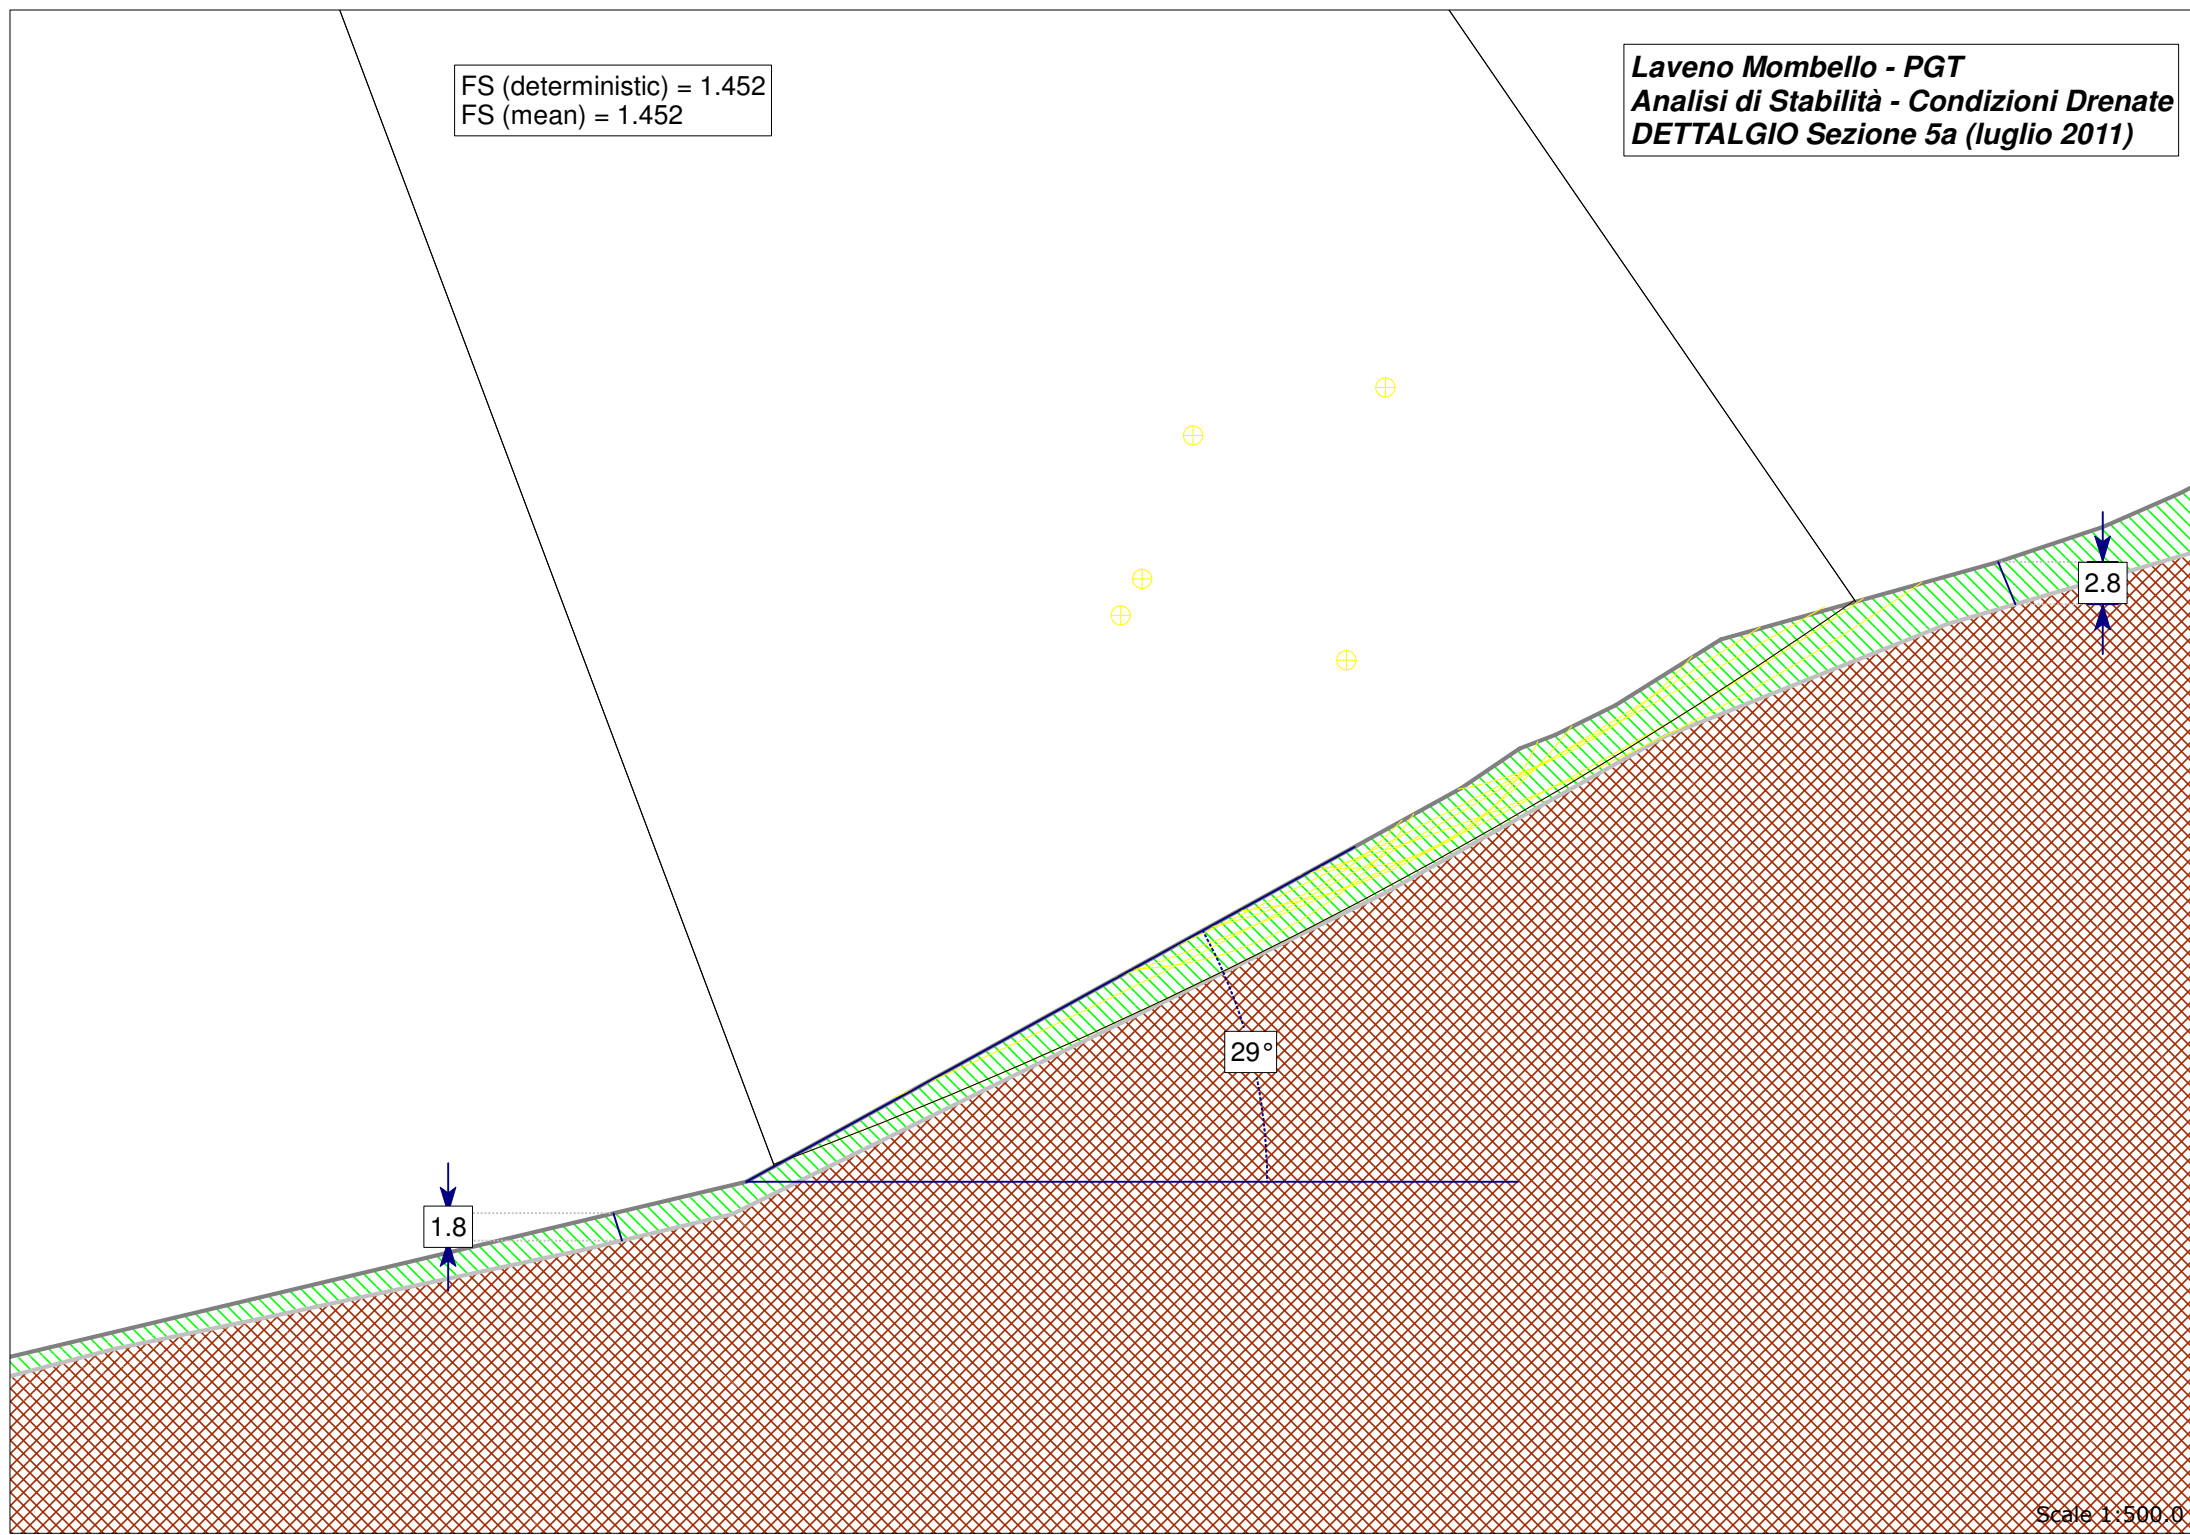 FS (deterministic) = 1.452
FS (mean) = 1.452
Laveno Mombello - PGT
Analisi di Stabilità - Condizioni Drenate
DETTALGIO Sezione 5a (luglio 2011)
2.8
29°
1.8
Scale 1:500.0